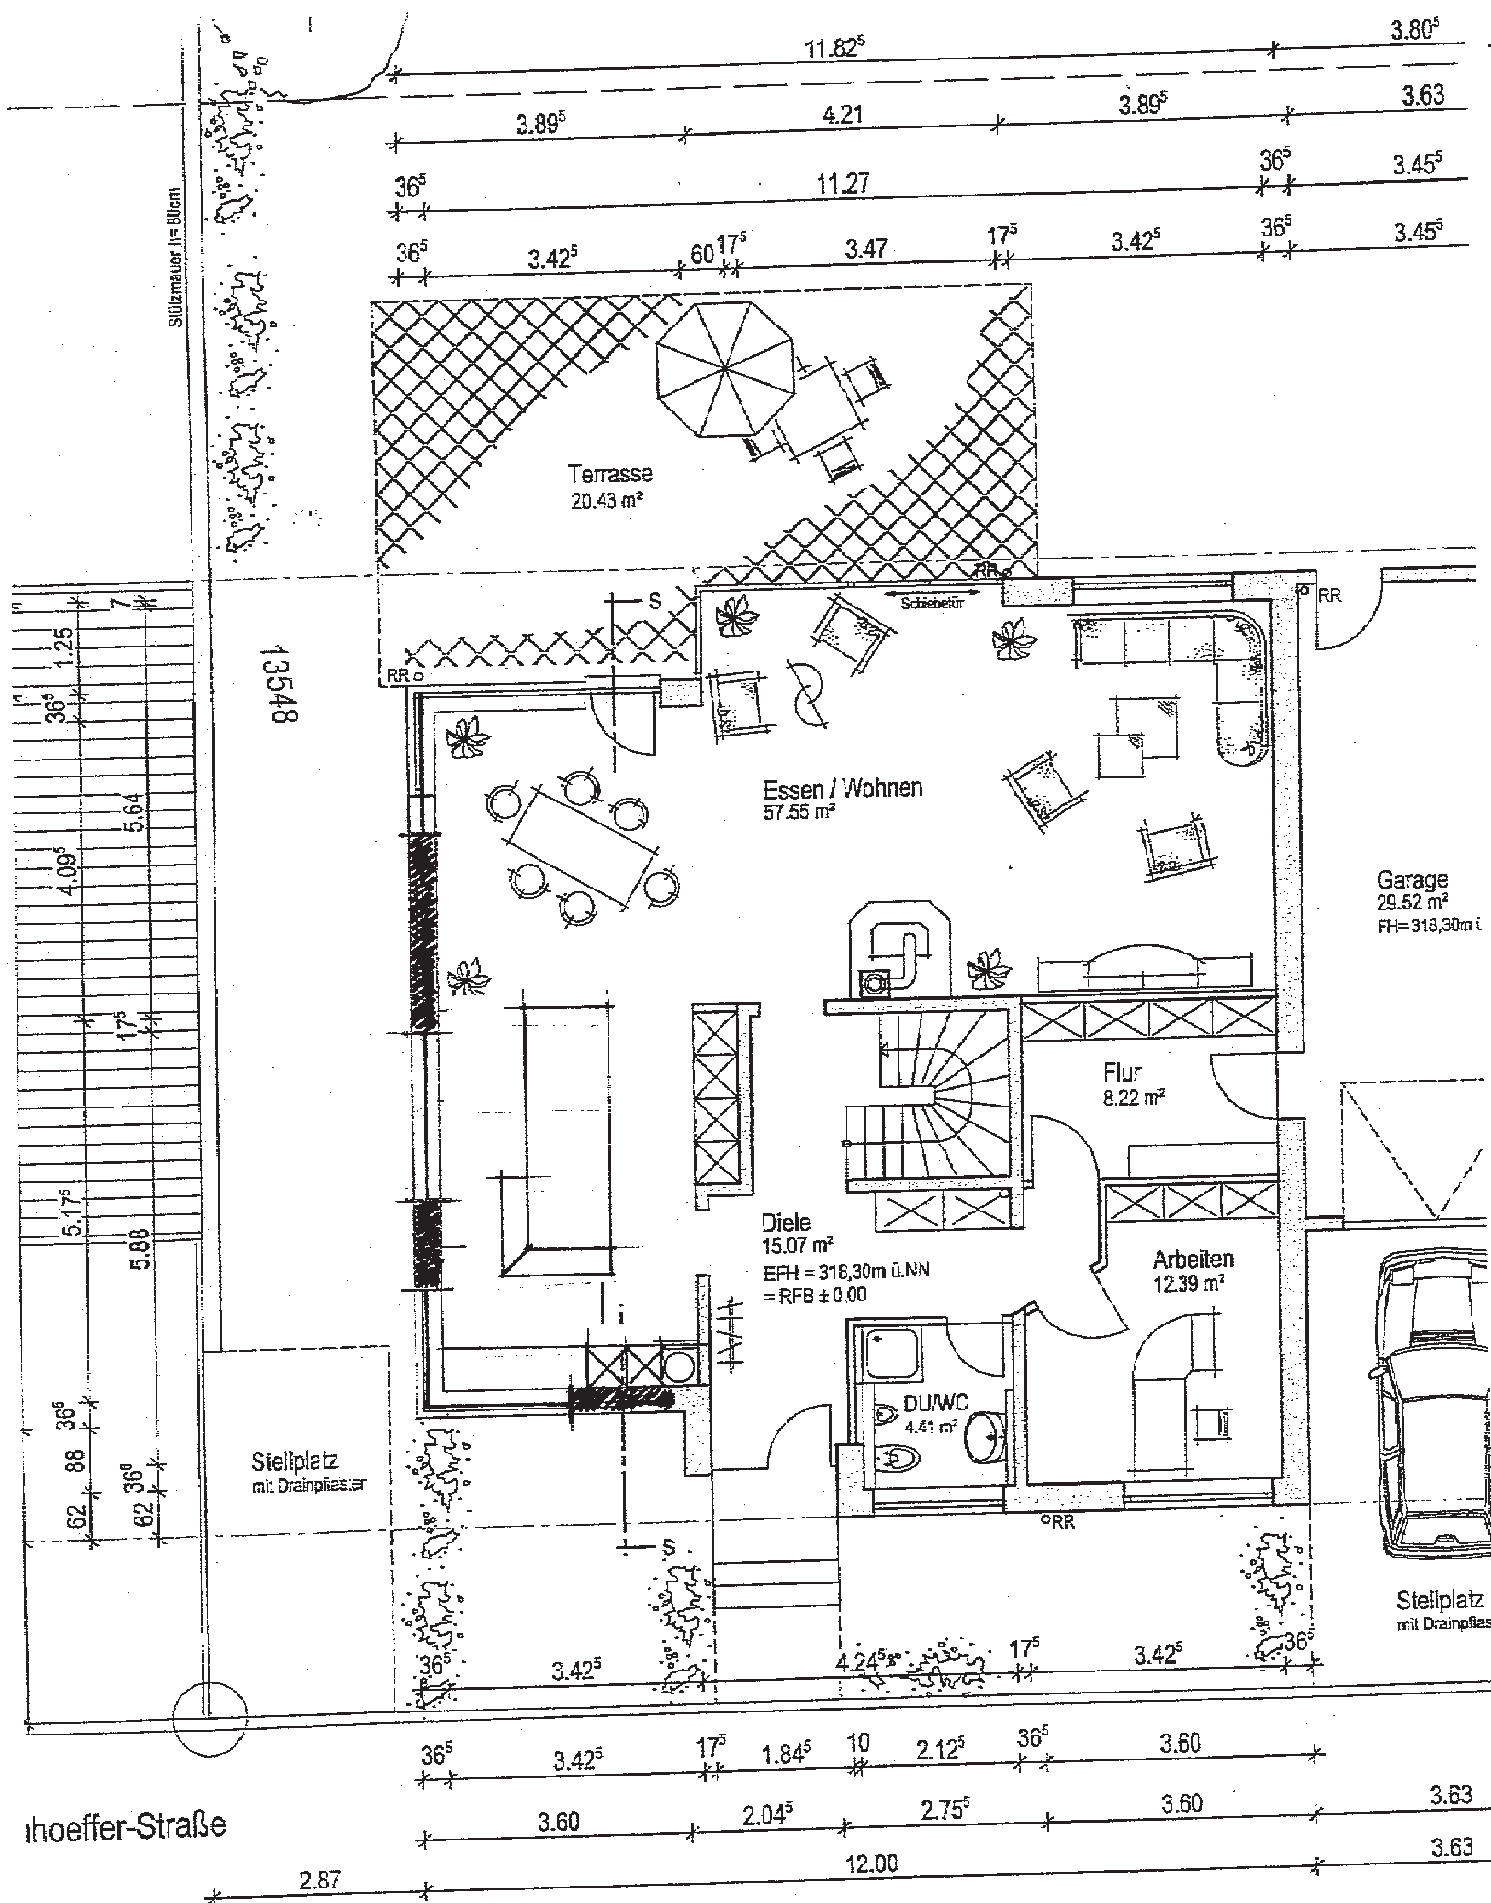 11.82⁵
3.80⁵
3.89⁵
4.21
3.89⁵
3.63
36⁵
11.27
36⁵
3.45⁵
36⁵
3.42⁵
60
17⁵
3.47
17⁵
3.42⁵
36⁵
3.45⁵
Stützmauer h= 80cm
Terrasse
20.43 m²
RR
Schiebetür
RR
S
RR
13548
7
1.25
36⁵
5.64
4.09⁵
17⁵
5.17⁵
5.88
36⁵
88
36⁵
62
62
Essen / Wohnen
57.55 m²
Garage
29.52 m²
FH= 318,30m ü
Flur
8.22 m²
Diele
15.07 m²
EFH = 318,30m ü.NN
= RFB ± 0.00
Arbeiten
12.39 m²
DU/WC
4.41 m²
Stellplatz
mit Drainpflaster
RR
S
Stellplatz
mit Drainpflas
36⁵
3.42⁵
4.24⁵
17⁵
3.42⁵
36⁵
36⁵
3.42⁵
17⁵
1.84⁵
10
2.12⁵
36⁵
3.60
hoeffer-Straße
3.60
2.04⁵
2.75⁵
3.60
3.63
2.87
12.00
3.63